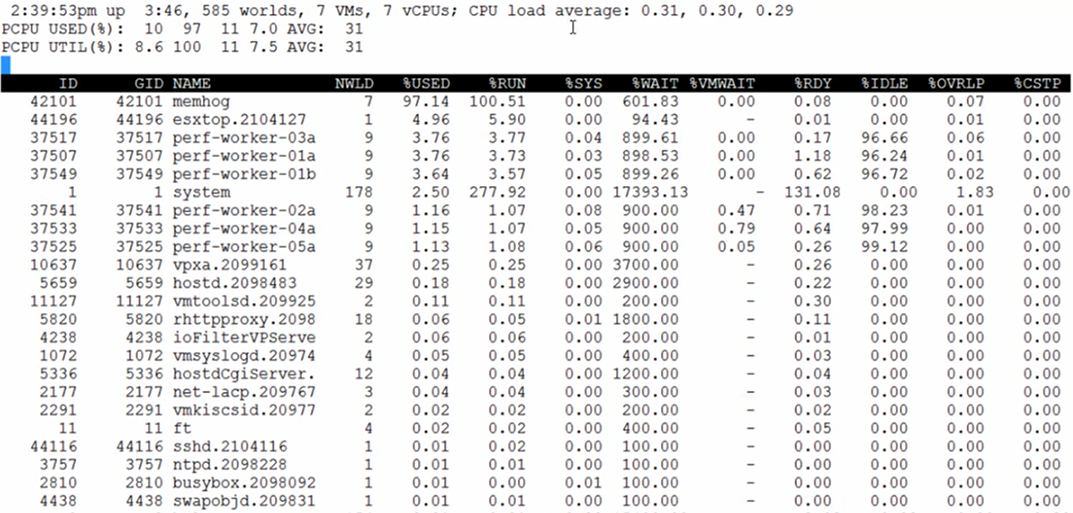 2:39:53pm up 3:46, 585 worlds, 7 VMs, 7 vCPUs; CPU load average: 0.31, 0.30, 0.29
PCPU USED(%): 10 97 11 7.0 AVG: 31
PCPU UTIL(%): 8.6 100 11 7.5 AVG: 31
ID GID NAME NWLD %USED %RUN %SYS %WAIT %VMWAIT %RDY %IDLE %OVRLP %CSTP
42101 42101 memhog 7 97.14 100.51 0.00 601.83 0.00 0.08 0.00 0.07 0.00
44196 44196 esxtop.2104127 1 4.96 5.90 0.00 94.43 - 0.01 0.00 0.01 0.00
37517 37517 perf-worker-03a 9 3.76 3.77 0.04 899.61 0.00 0.17 96.66 0.06 0.00
37507 37507 perf-worker-01a 9 3.76 3.73 0.03 898.53 0.00 1.18 96.24 0.01 0.00
37549 37549 perf-worker-01b 9 3.64 3.57 0.05 899.26 0.00 0.62 96.72 0.02 0.00
1 1 system 178 2.50 277.92 0.00 17393.13 - 131.08 0.00 1.83 0.00
37541 37541 perf-worker-02a 9 1.16 1.07 0.08 900.00 0.47 0.71 98.23 0.01 0.00
37533 37533 perf-worker-04a 9 1.15 1.07 0.05 900.00 0.79 0.64 97.99 0.00 0.00
37525 37525 perf-worker-05a 9 1.13 1.08 0.06 900.00 0.05 0.26 99.12 0.00 0.00
10637 10637 vpxa.2099161 37 0.25 0.25 0.00 3700.00 - 0.26 0.00 0.00 0.00
5659 5659 hostd.2098483 29 0.18 0.18 0.00 2900.00 - 0.22 0.00 0.00 0.00
11127 11127 vmtoolsd.209925 2 0.11 0.11 0.00 200.00 - 0.30 0.00 0.00 0.00
5820 5820 rhttpproxy.2098 18 0.06 0.05 0.01 1800.00 - 0.11 0.00 0.00 0.00
4238 4238 ioFilterVPServe 2 0.06 0.06 0.00 200.00 - 0.01 0.00 0.00 0.00
1072 1072 vmsyslogd.20974 4 0.05 0.05 0.00 400.00 - 0.03 0.00 0.00 0.00
5336 5336 hostdCgiServer. 12 0.04 0.04 0.00 1200.00 - 0.04 0.00 0.00 0.00
2177 2177 net-lacp.209767 3 0.04 0.04 0.00 300.00 - 0.03 0.00 0.00 0.00
2291 2291 vmkiscsid.20977 2 0.02 0.02 0.00 200.00 - 0.02 0.00 0.00 0.00
11 11 ft 4 0.02 0.02 0.00 400.00 - 0.05 0.00 0.00 0.00
44116 44116 sshd.2104116 1 0.01 0.02 0.00 100.00 - 0.00 0.00 0.00 0.00
3757 3757 ntpd.2098228 1 0.01 0.01 0.00 100.00 - 0.00 0.00 0.00 0.00
2810 2810 busybox.2098092 1 0.01 0.00 0.01 100.00 - 0.00 0.00 0.00 0.00
4438 4438 swapobjd.209831 1 0.01 0.01 0.00 100.00 - 0.00 0.00 0.00 0.00